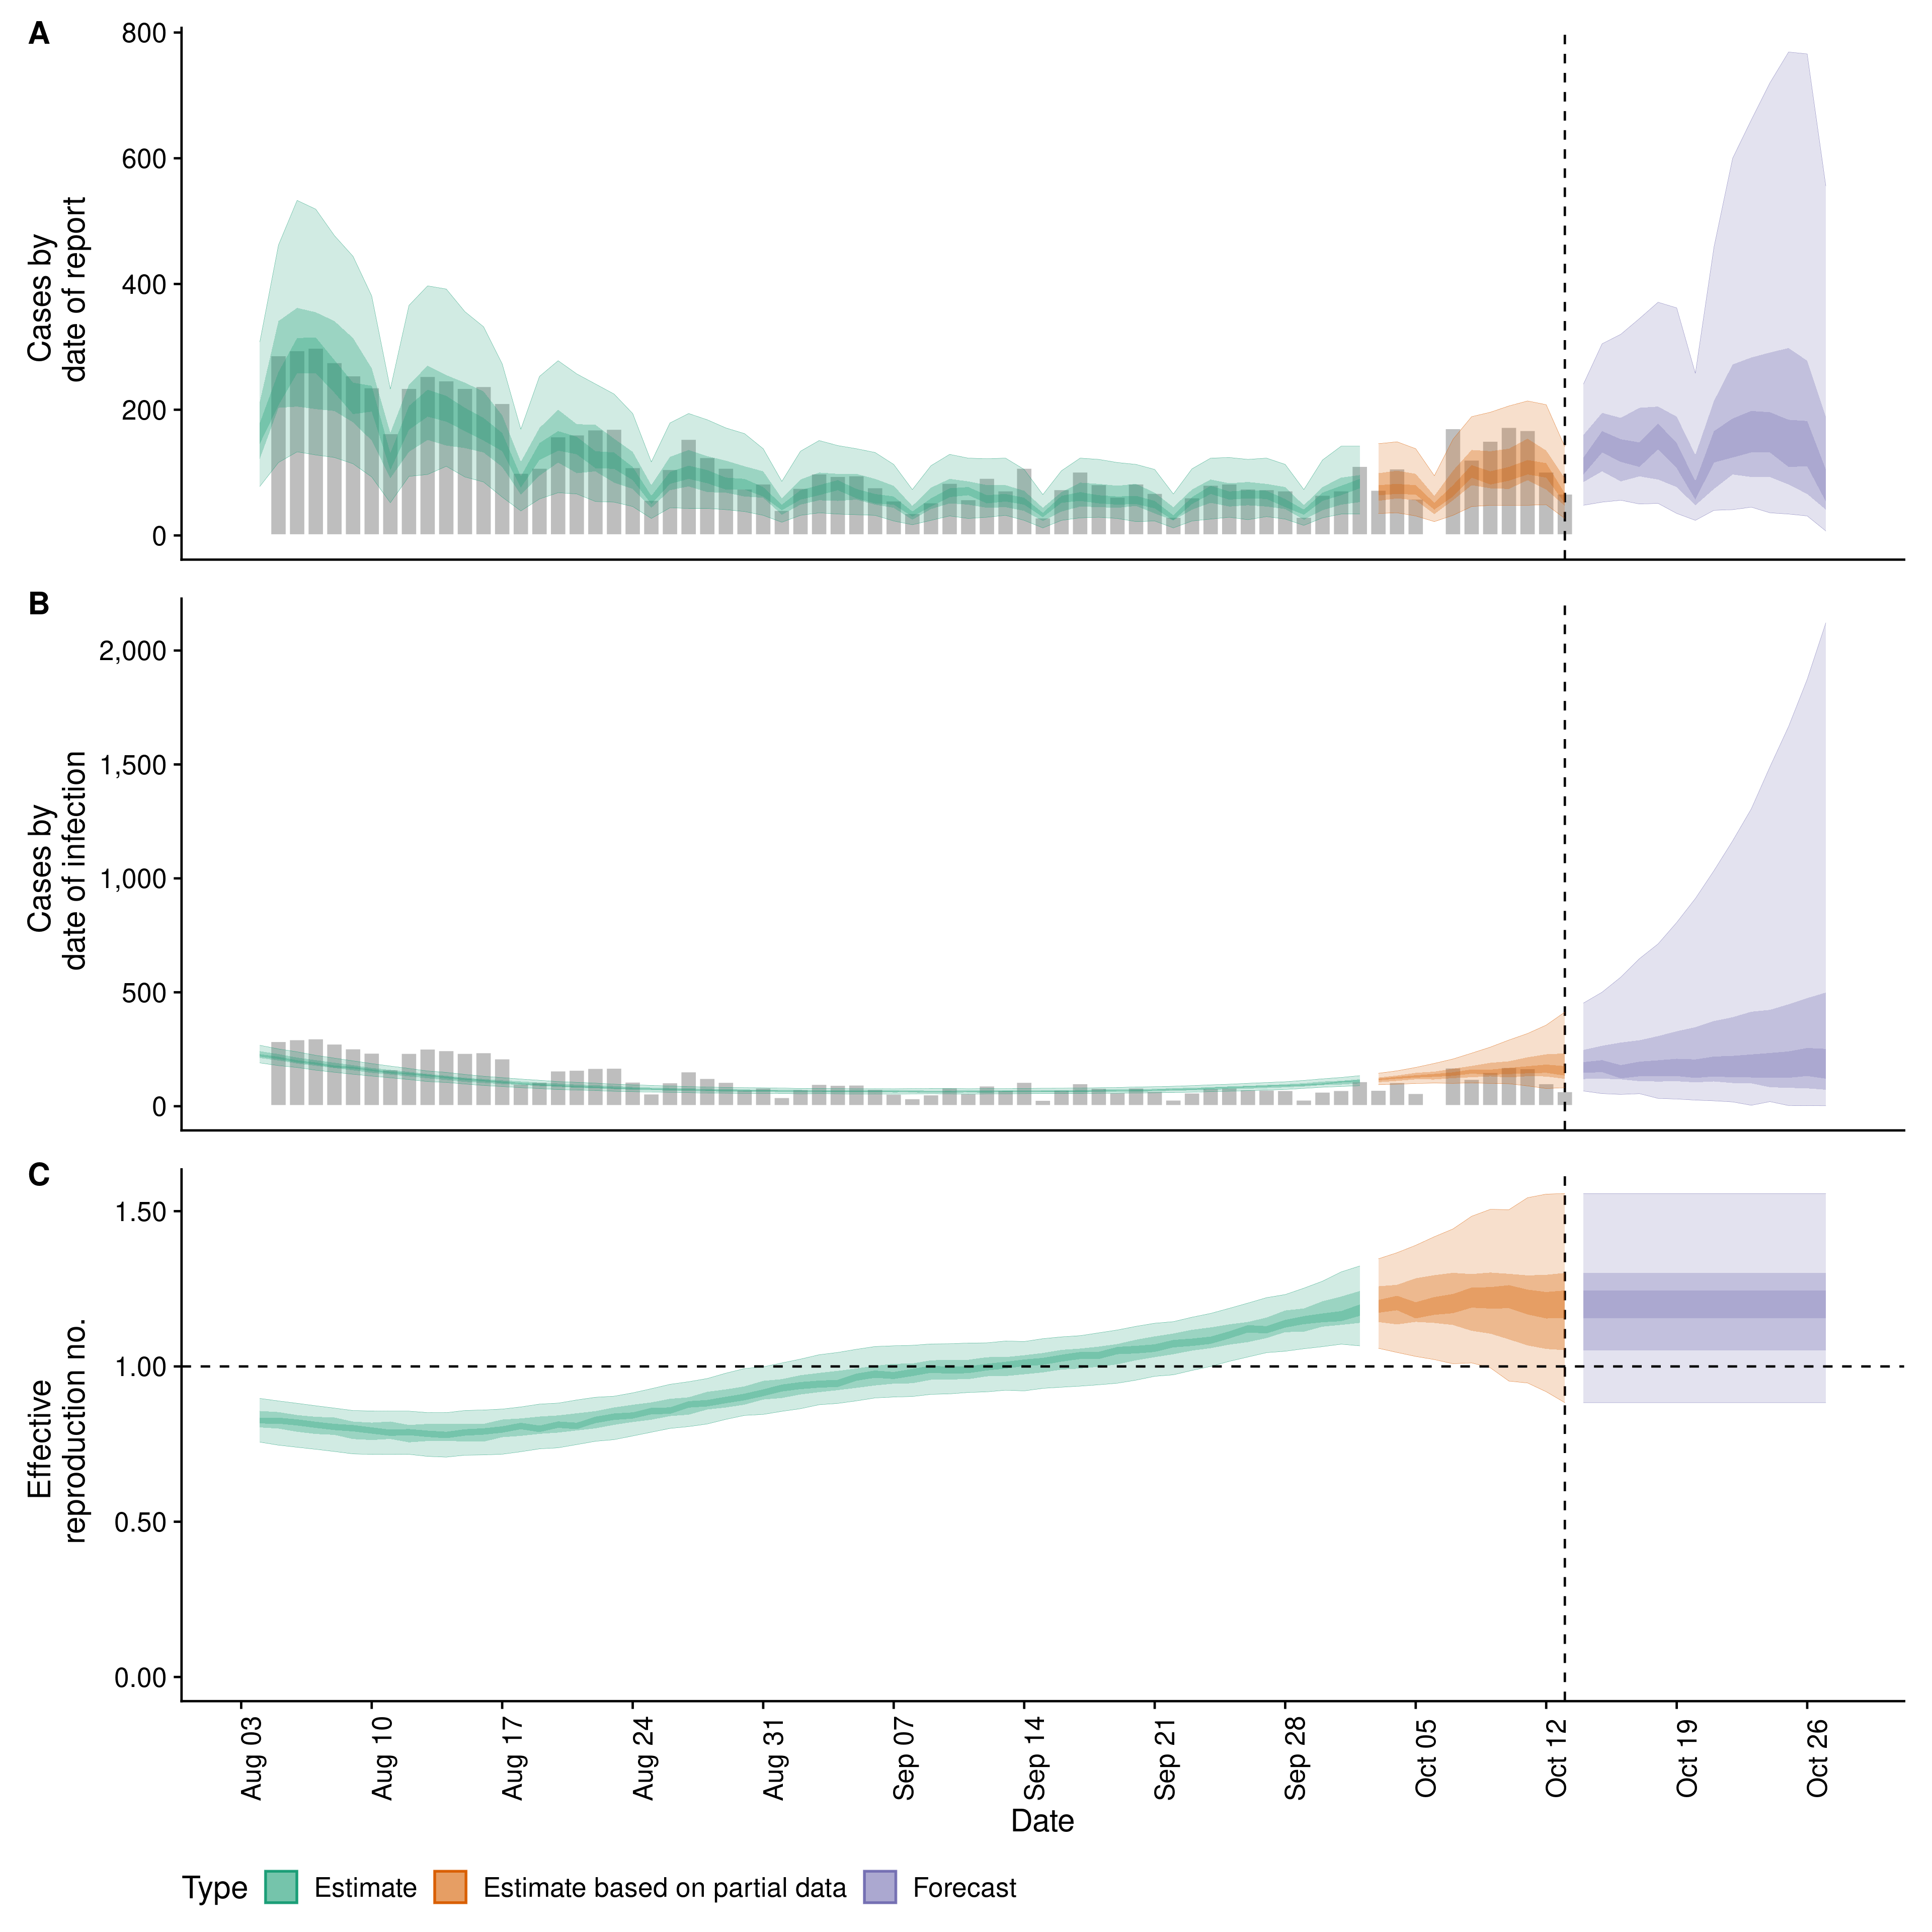 A
800
600
400
200
0
Cases by
date of report
B
2,000
1,500
1,000
500
0
Cases by
date of infection
C
1.50
1.00
0.50
0.00
Effective
reproduction no.
Aug 03
Aug 10
Aug 17
Aug 24
Aug 31
Sep 07
Sep 14
Sep 21
Sep 28
Oct 05
Oct 12
Oct 19
Oct 26
Date
Type Estimate Estimate based on partial data Forecast